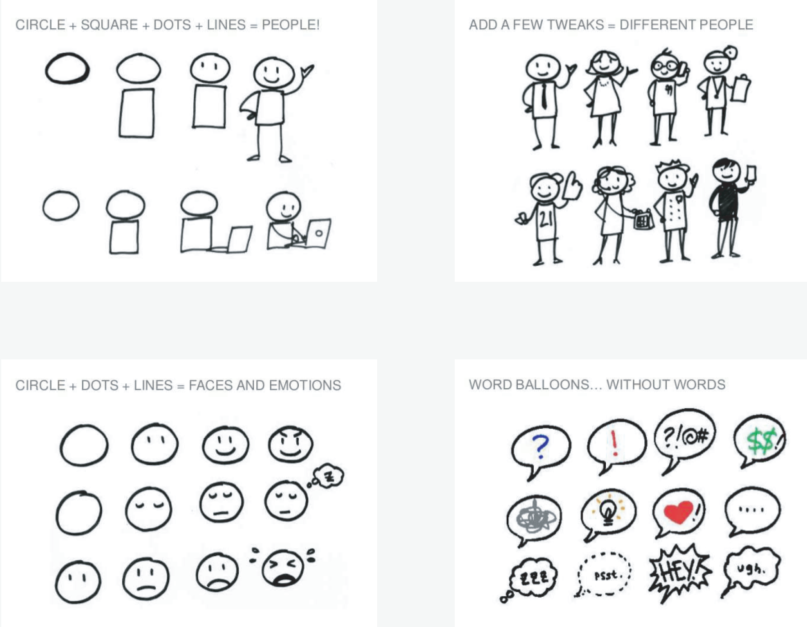 CIRCLE + SQUARE + DOTS + LINES = PEOPLE!
ADD A FEW TWEAKS = DIFFERENT PEOPLE
21
CIRCLE + DOTS + LINES = FACES AND EMOTIONS
z
WORD BALLOONS... WITHOUT WORDS
?
!
?!@#
$$!
!
....
zzz
psst.
HEY!
ugh.